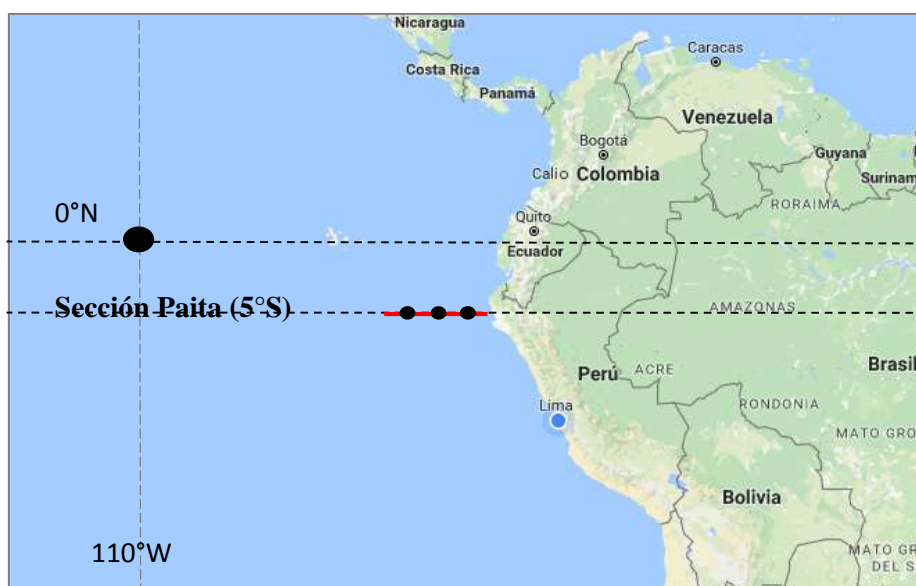 Nicaragua
Costa Rica
Panamá
Caracas
Venezuela
Guyana
Surinam
Bogotá
Calio
Colombia
RORAIMA
0°N
Quito
Ecuador
Sección Paita (5°S)
AMAZONAS
Perú
ACRE
Brasil
RONDONIA
Lima
MATO GRO
Bolivia
110°W
MATO GR
DEL S